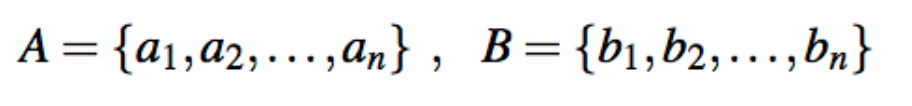 A = {a₁,a₂,...,aₙ} , B = {b₁,b₂,...,bₙ}